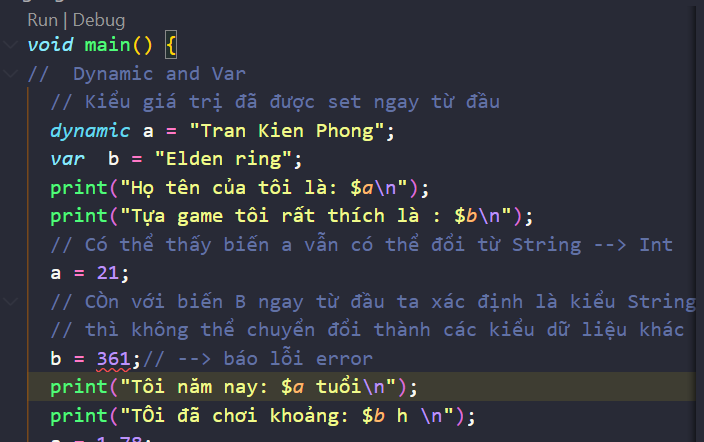 Run | Debug
void main() {
//  Dynamic and Var
// Kiểu giá trị đã được set ngay từ đầu
dynamic a = "Tran Kien Phong";
var  b = "Elden ring";
print("Họ tên của tôi là: $a\n");
print("Tựa game tôi rất thích là : $b\n");
// Có thể thấy biến a vẫn có thể đổi từ String --> Int
a = 21;
// CÒn với biến B ngay từ đầu ta xác định là kiểu String
// thì không thể chuyển đổi thành các kiểu dữ liệu khác
b = 361;// --> báo lỗi error
print("Tôi năm nay: $a tuổi\n");
print("TÔi đã chơi khoảng: $b h \n");
a = 1.78;